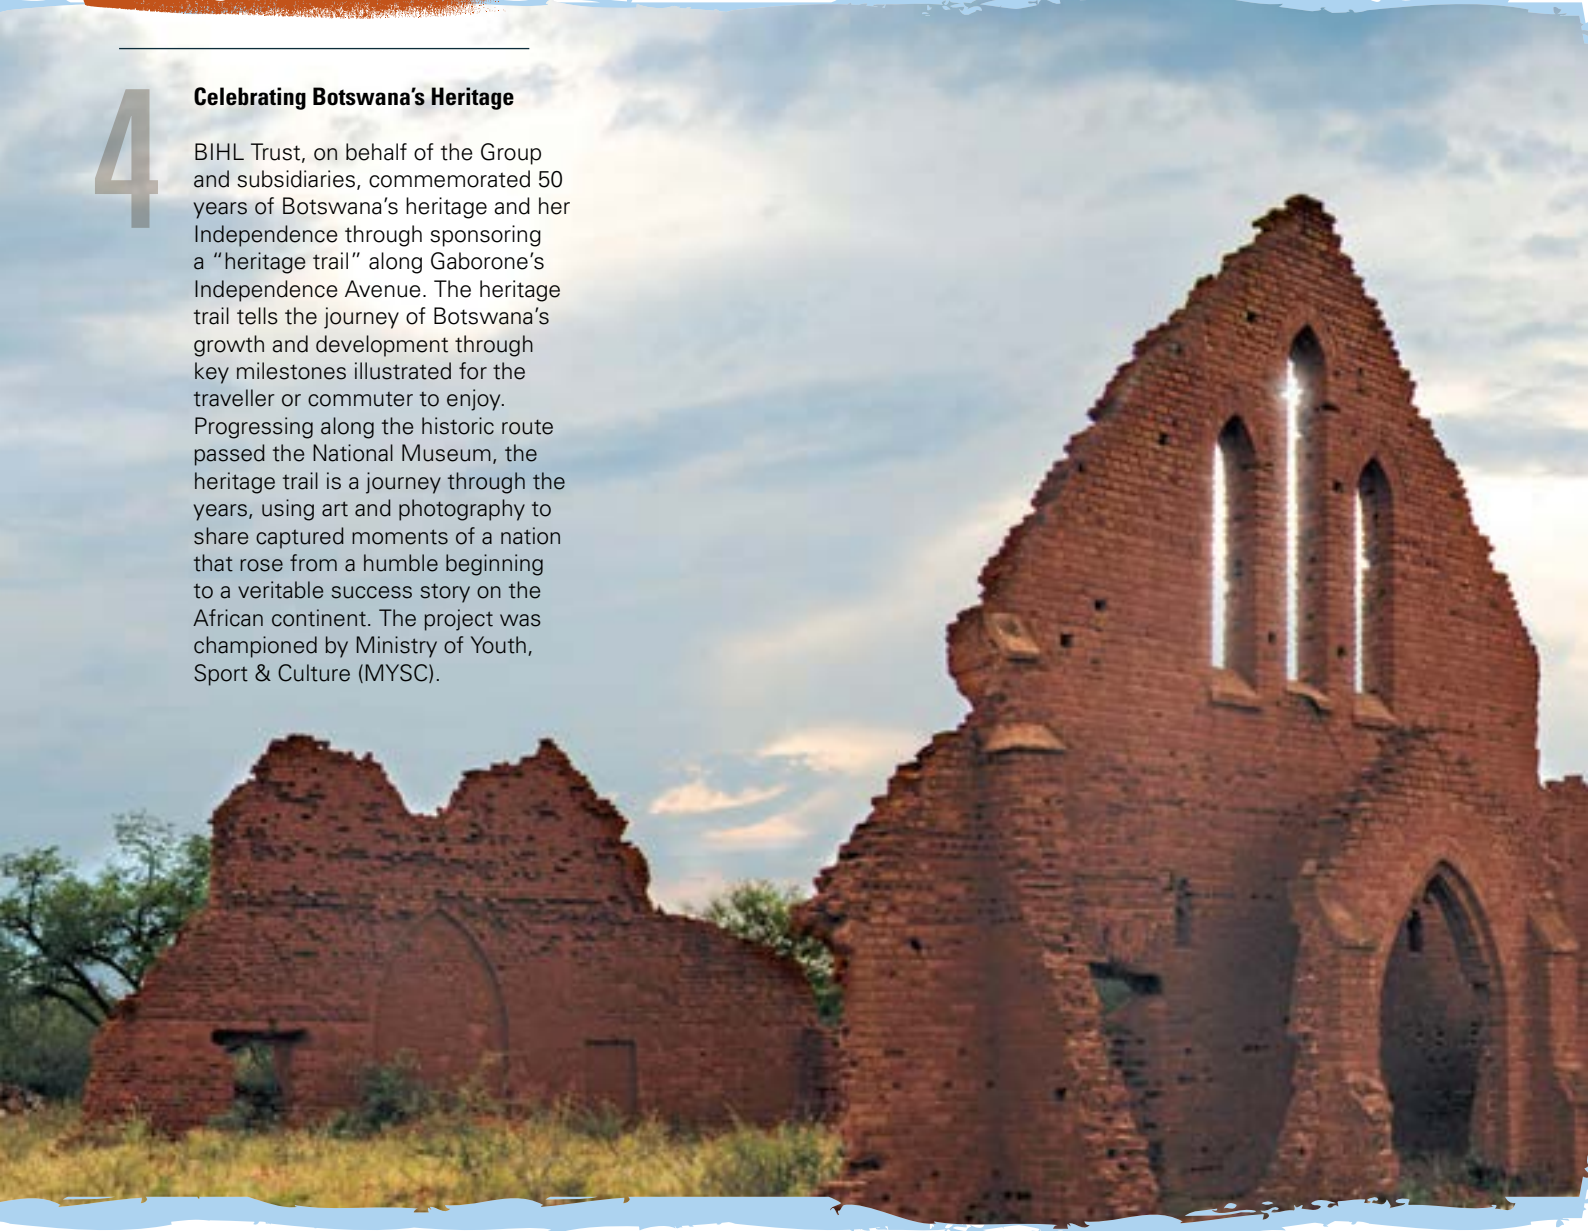 4
Celebrating Botswana's Heritage
BIHL Trust, on behalf of the Group
and subsidiaries, commemorated 50
years of Botswana's heritage and her
Independence through sponsoring
a “heritage trail” along Gaborone's
Independence Avenue. The heritage
trail tells the journey of Botswana's
growth and development through
key milestones illustrated for the
traveller or commuter to enjoy.
Progressing along the historic route
passed the National Museum, the
heritage trail is a journey through the
years, using art and photography to
share captured moments of a nation
that rose from a humble beginning
to a veritable success story on the
African continent. The project was
championed by Ministry of Youth,
Sport & Culture (MYSC).